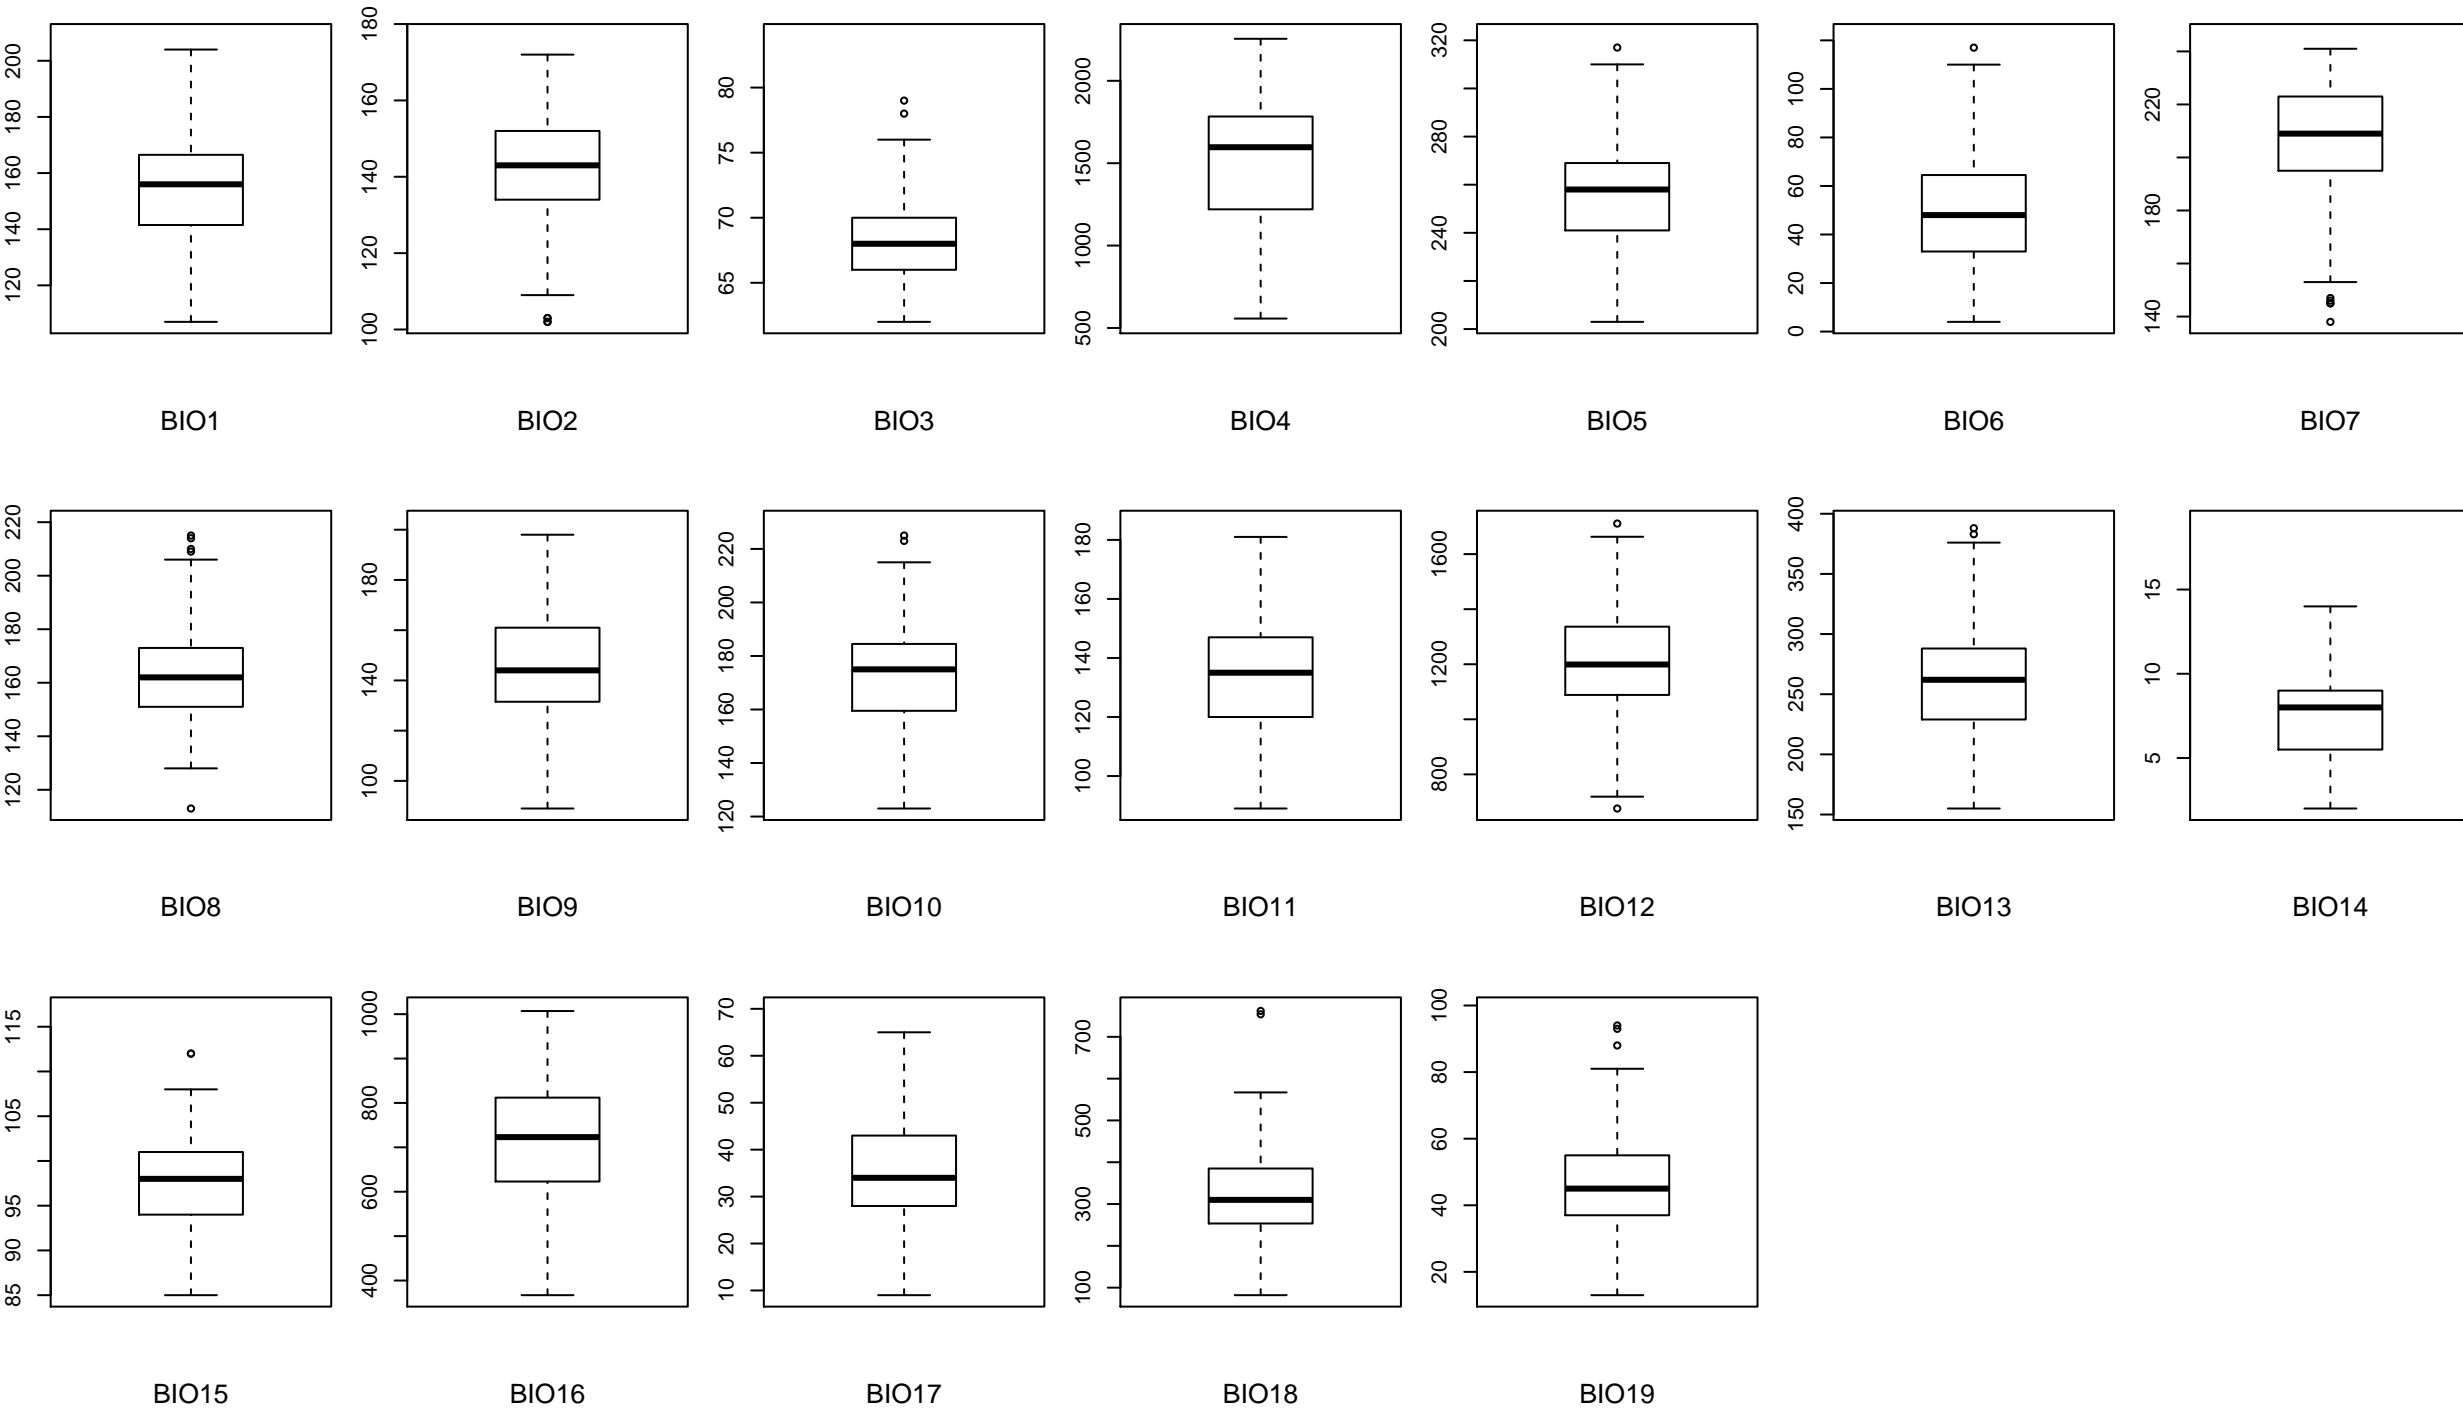 120 140 160 180 200
100 120 140 160 180
65 70 75 80
500 1000 1500 2000
200 240 280 320
0 20 40 60 80 100
140 180 220
BIO1 BIO2 BIO3 BIO4 BIO5 BIO6 BIO7
120 140 160 180 200 220
100 140 180
120 140 160 180 200 220
100 120 140 160 180
800 1200 1600
150 200 250 300 350 400
5 10 15
BIO8 BIO9 BIO10 BIO11 BIO12 BIO13 BIO14
85 90 95 105 115
400 600 800 1000
10 20 30 40 50 60 70
100 300 500 700
20 40 60 80 100
BIO15 BIO16 BIO17 BIO18 BIO19